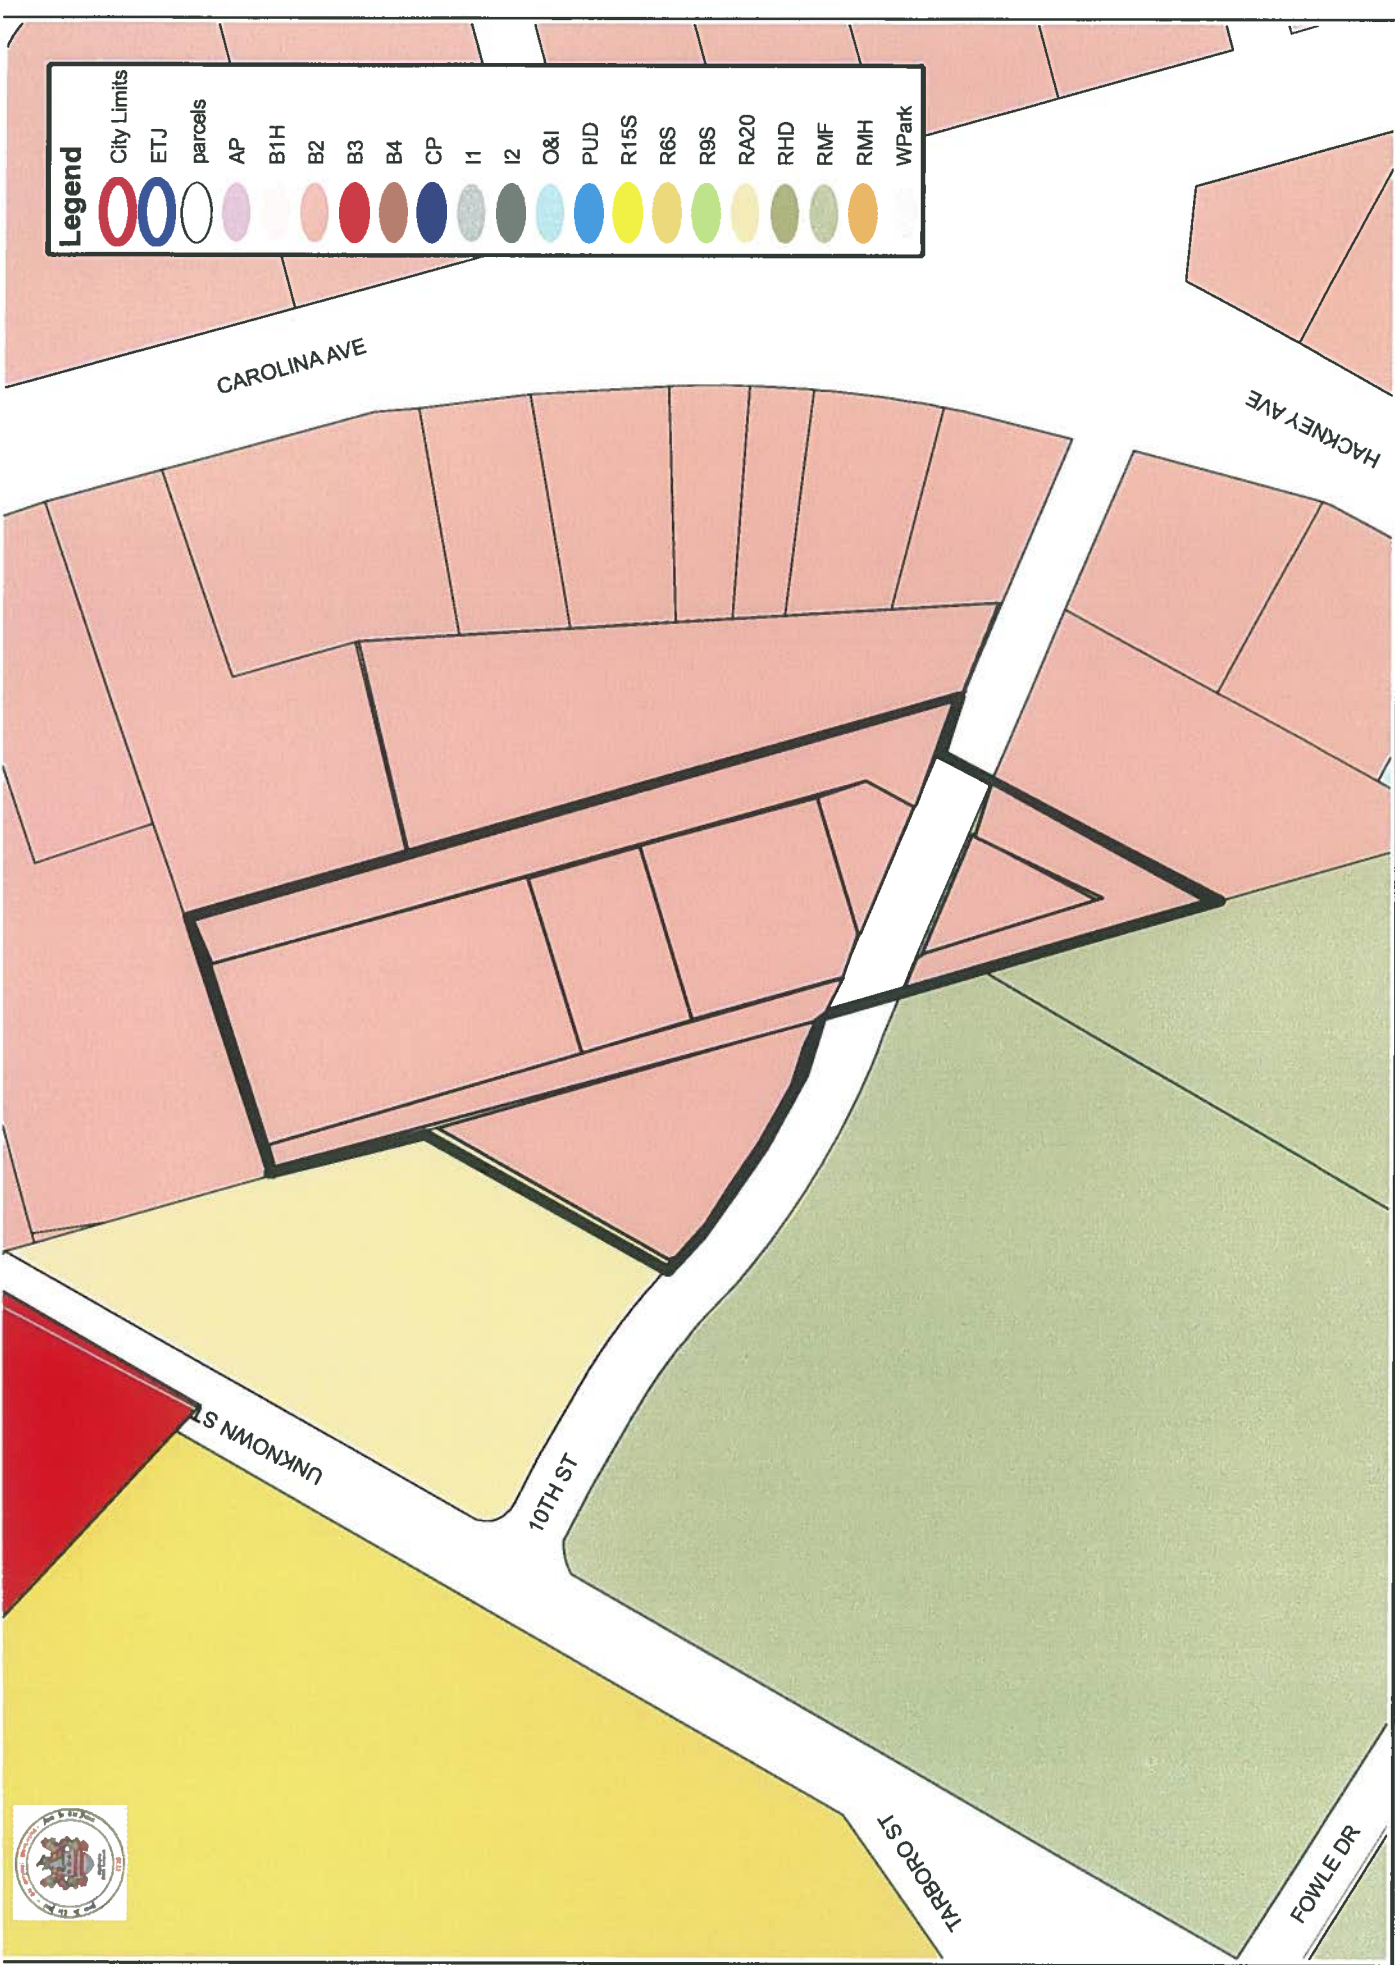 Legend
City Limits
ETJ
parcels
AP
B1H
B2
B3
B4
CP
I1
I2
O&I
PUD
R15S
R6S
R9S
RA20
RHD
RMF
RMH
WPark
CAROLINA AVE
HACKNEY AVE
UNKNOWN ST
10TH ST
TARBORO ST
FOWLE DR